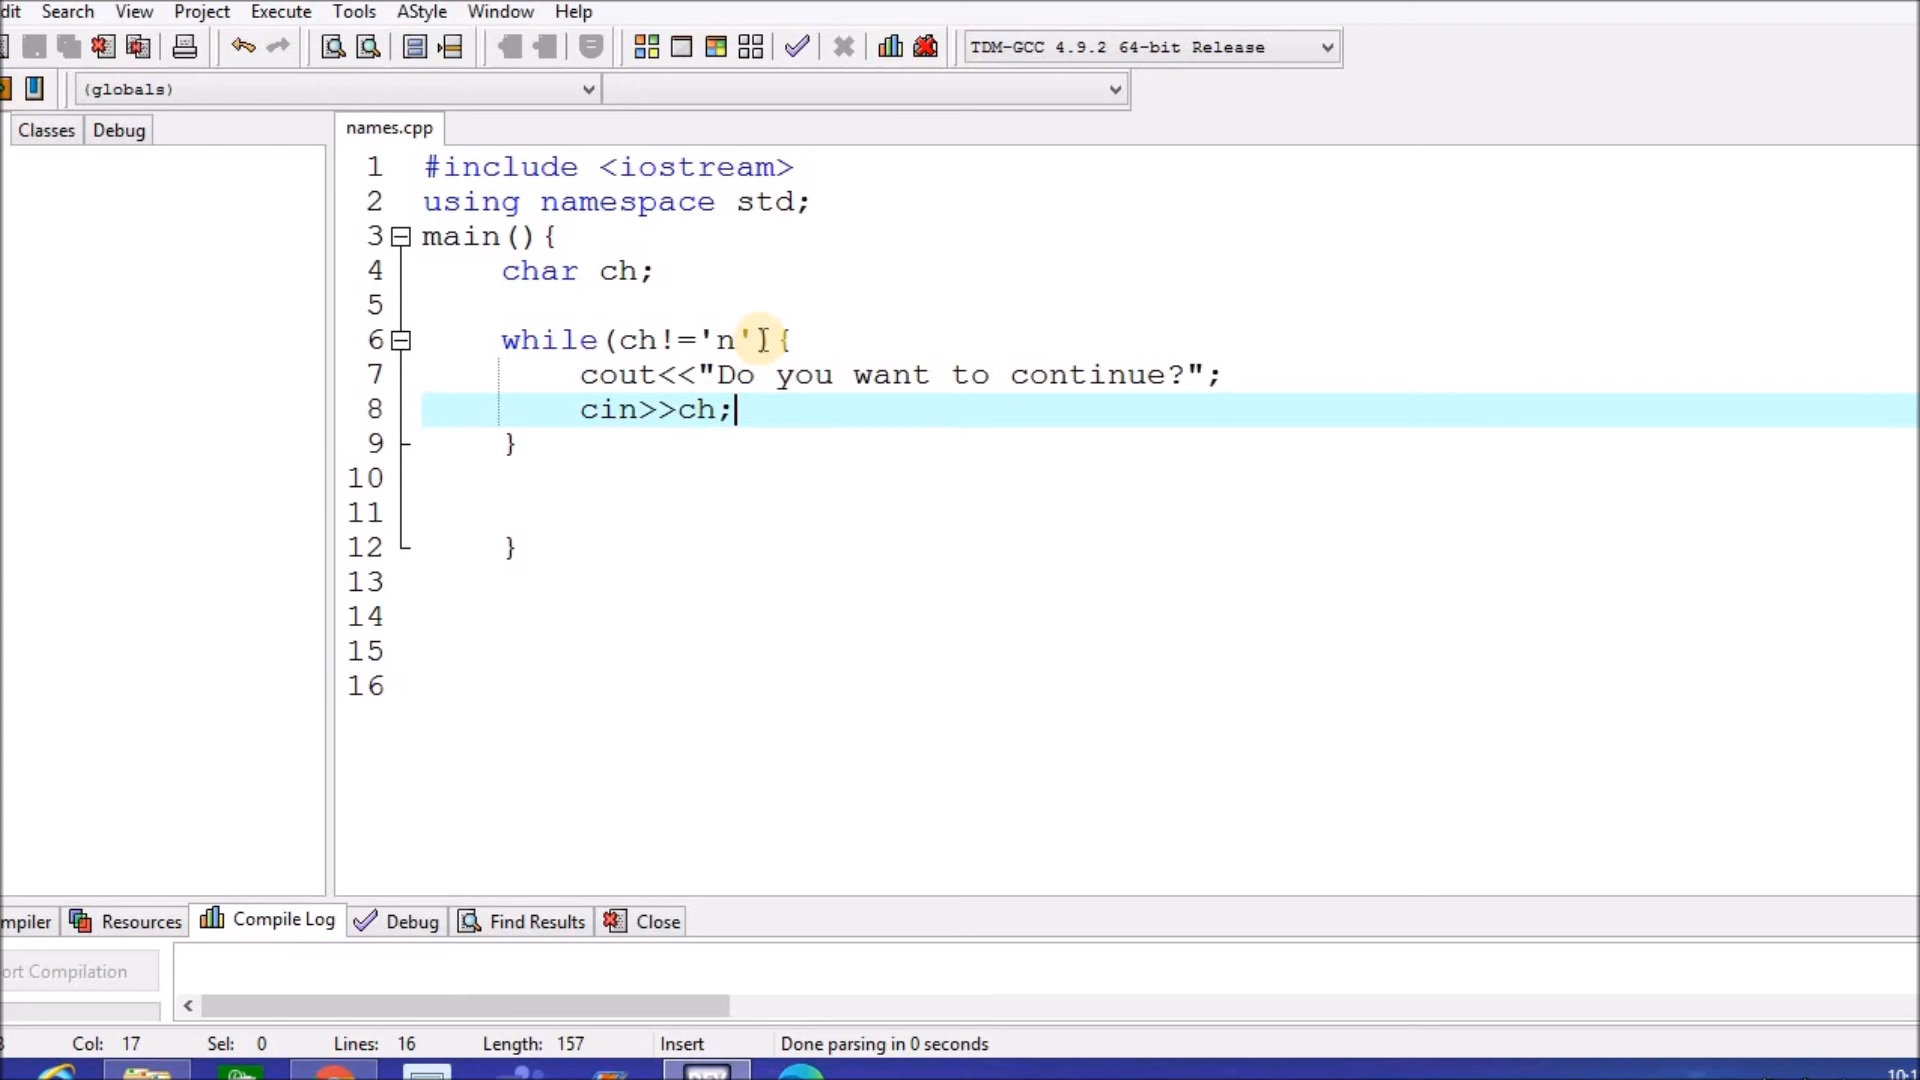 dit Search View Project Execute Tools AStyle Window Help
TDM-GCC 4.9.2 64-bit Release
(globals)
Classes Debug
names.cpp
1 #include <iostream>
2 using namespace std;
3 main(){
4 char ch;
5
6 while(ch!='n'){
7 cout<<"Do you want to continue?";
8 cin>>ch;
9 }
10
11
12 }
13
14
15
16
mpiler Resources Compile Log Debug Find Results Close
ort Compilation
Col: 17 Sel: 0 Lines: 16 Length: 157 Insert Done parsing in 0 seconds
DEV